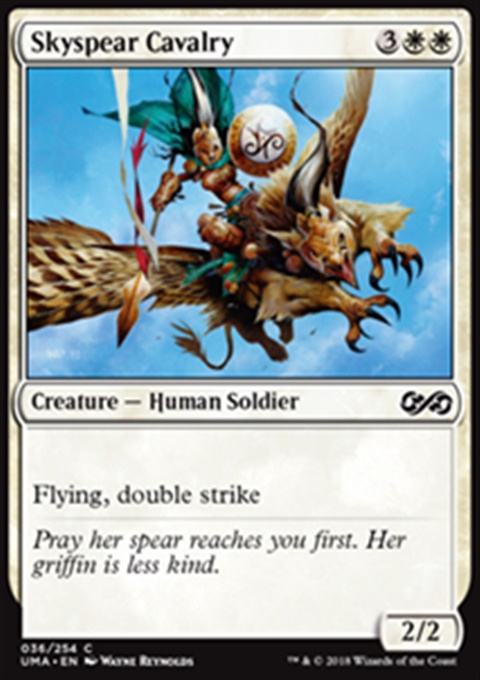 Skyspear Cavalry 3
Creature — Human Soldier
Flying, double strike
Pray her spear reaches you first. Her
griffin is less kind.
2/2
036/254 C
UMA • EN Wayne Reynolds
™ & © 2018 Wizards of the Coast